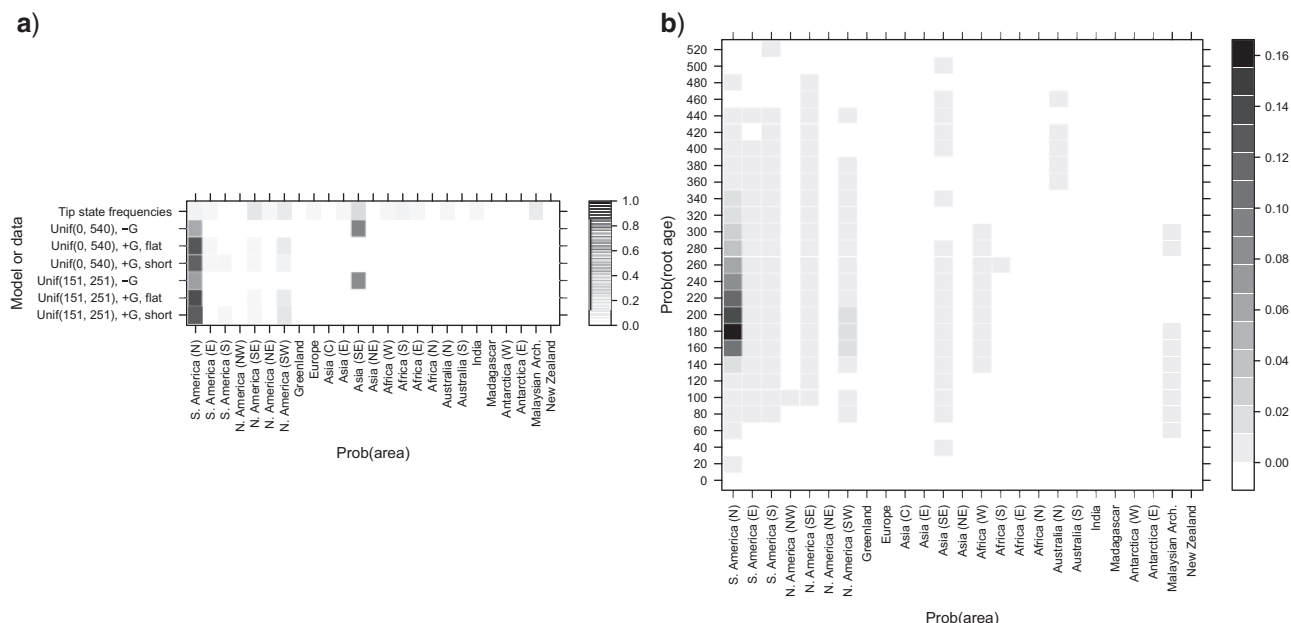 a)
Model or data
Tip state frequencies
Unif(0, 540), −G
Unif(0, 540), +G, flat
Unif(0, 540), +G, short
Unif(151, 251), −G
Unif(151, 251), +G, flat
Unif(151, 251), +G, short
1.0
0.8
0.6
0.4
0.2
0.0
S. America (N)
S. America (E)
S. America (S)
N. America (NW)
N. America (SE)
N. America (NE)
N. America (SW)
Greenland
Europe
Asia (C)
Asia (E)
Asia (SE)
Asia (NE)
Africa (W)
Africa (S)
Africa (E)
Africa (N)
Australia (N)
Australia (S)
India
Madagascar
Antarctica (W)
Antarctica (E)
Malaysian Arch.
New Zealand
Prob(area)
b)
Prob(root age)
520
500
480
460
440
420
400
380
360
340
320
300
280
260
240
220
200
180
160
140
120
100
80
60
40
20
0
0.16
0.14
0.12
0.10
0.08
0.06
0.04
0.02
0.00
S. America (N)
S. America (E)
S. America (S)
N. America (NW)
N. America (SE)
N. America (NE)
N. America (SW)
Greenland
Europe
Asia (C)
Asia (E)
Asia (SE)
Asia (NE)
Africa (W)
Africa (S)
Africa (E)
Africa (N)
Australia (N)
Australia (S)
India
Madagascar
Antarctica (W)
Antarctica (E)
Malaysian Arch.
New Zealand
Prob(area)